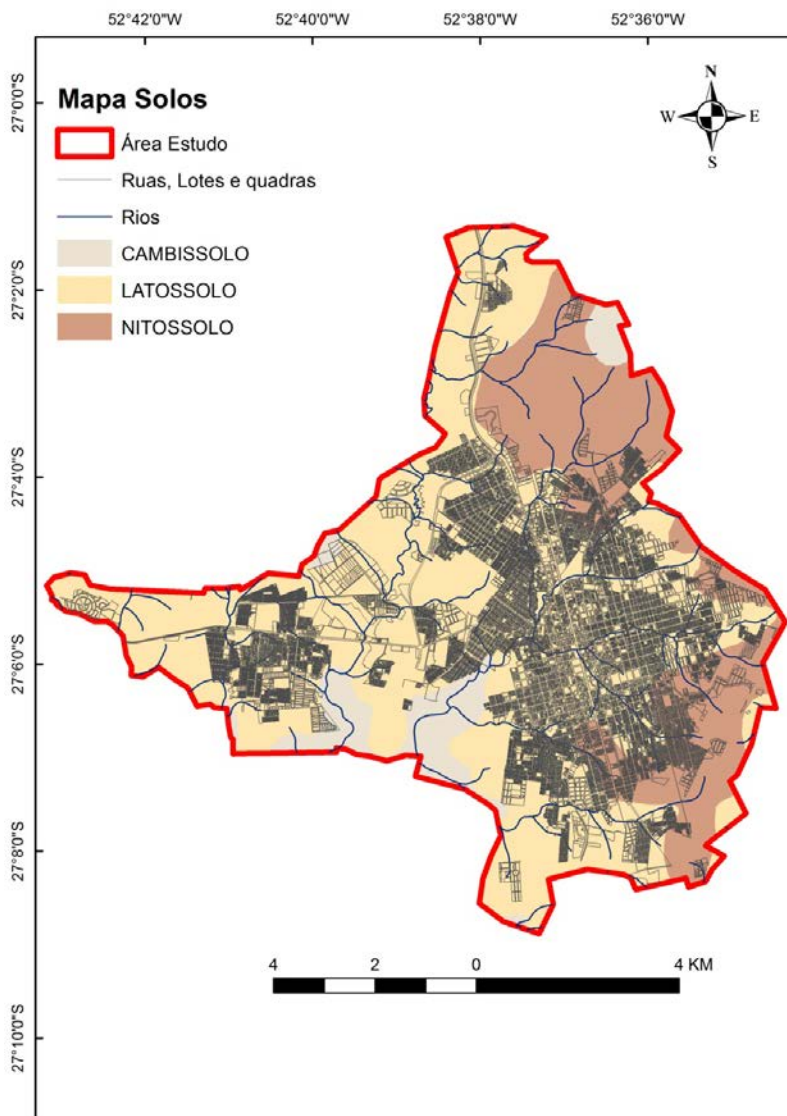 52°42'0"W 52°40'0"W 52°38'0"W 52°36'0"W
27°0'0"S
27°2'0"S
27°4'0"S
27°6'0"S
27°8'0"S
27°10'0"S
Mapa Solos
Área Estudo
Ruas, Lotes e quadras
Rios
CAMBISSOLO
LATOSSOLO
NITOSSOLO
N
W E
S
4 2 0 4 KM